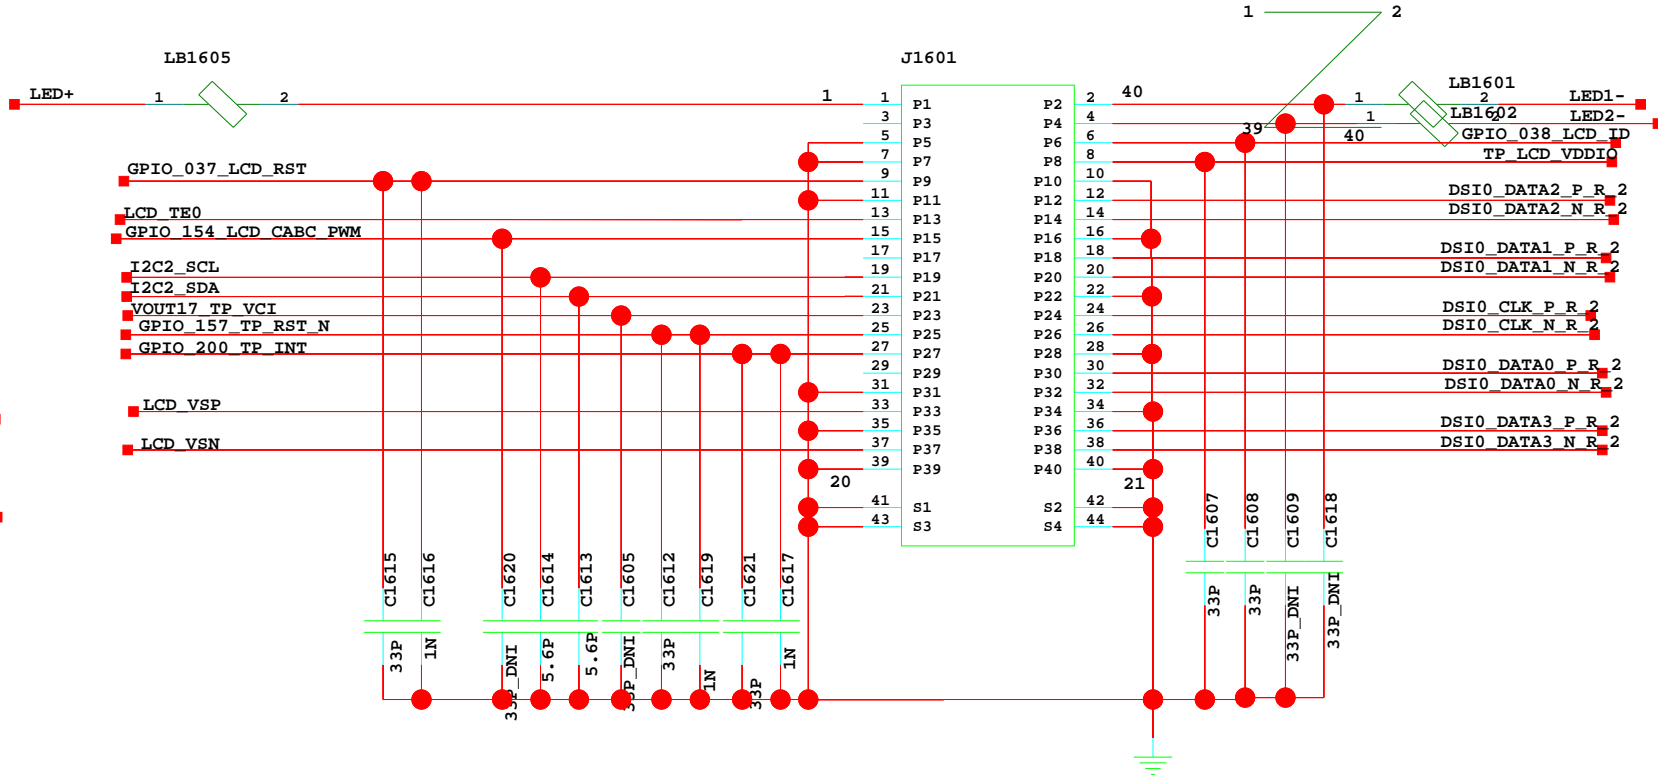 1 2
LB1605
J1601
LB1601
LED+
1 2
1
1 P1
P2 2
40
1 2
LED1-
3 P3
P4 4
1 2
LB1602
LED2-
39 40
5 P5
P6 6
GPIO_038_LCD_ID
7 P7
P8 8
TP_LCD_VDDIO
GPIO_037_LCD_RST
9 P9
P10 10
11 P11
P12 12
DSI0_DATA2_P_R_2
LCD_TE0
13 P13
P14 14
DSI0_DATA2_N_R_2
GPIO_154_LCD_CABC_PWM
15 P15
P16 16
17 P17
P18 18
DSI0_DATA1_P_R_2
I2C2_SCL
19 P19
P20 20
DSI0_DATA1_N_R_2
I2C2_SDA
21 P21
P22 22
VOUT17_TP_VCI
23 P23
P24 24
DSI0_CLK_P_R_2
GPIO_157_TP_RST_N
25 P25
P26 26
DSI0_CLK_N_R_2
GPIO_200_TP_INT
27 P27
P28 28
29 P29
P30 30
DSI0_DATA0_P_R_2
31 P31
P32 32
DSI0_DATA0_N_R_2
LCD_VSP
33 P33
P34 34
35 P35
P36 36
DSI0_DATA3_P_R_2
LCD_VSN
37 P37
P38 38
DSI0_DATA3_N_R_2
39 P39
P40 40
20
21
41 S1
S2 42
43 S3
S4 44
C1615
C1616
C1620
C1614
C1613
C1605
C1612
C1619
C1621
C1617
C1607
C1608
C1609
C1618
33P
1N
33P_DNI
5.6P
5.6P
33P_DNI
33P
1N
33P
1N
33P
33P
33P_DNI
33P_DNI